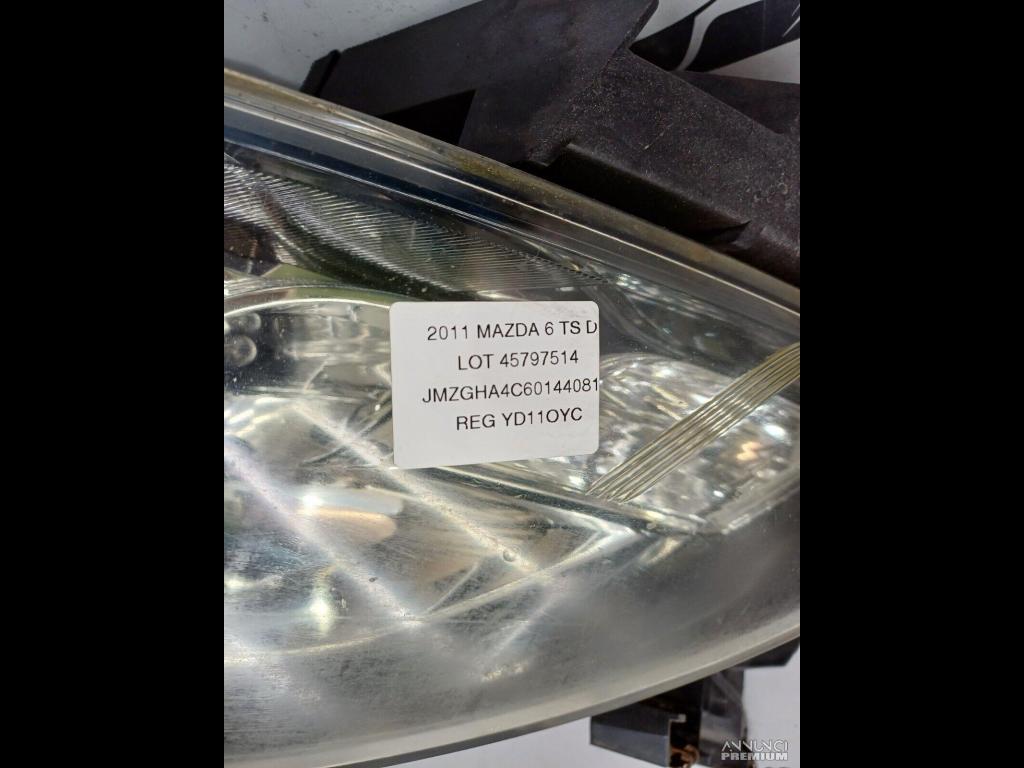 2011 MAZDA 6 TS D
LOT 45797514
JMZGHA4C60144081
REG YD11OYC
ANNUNCI
PREMIUM